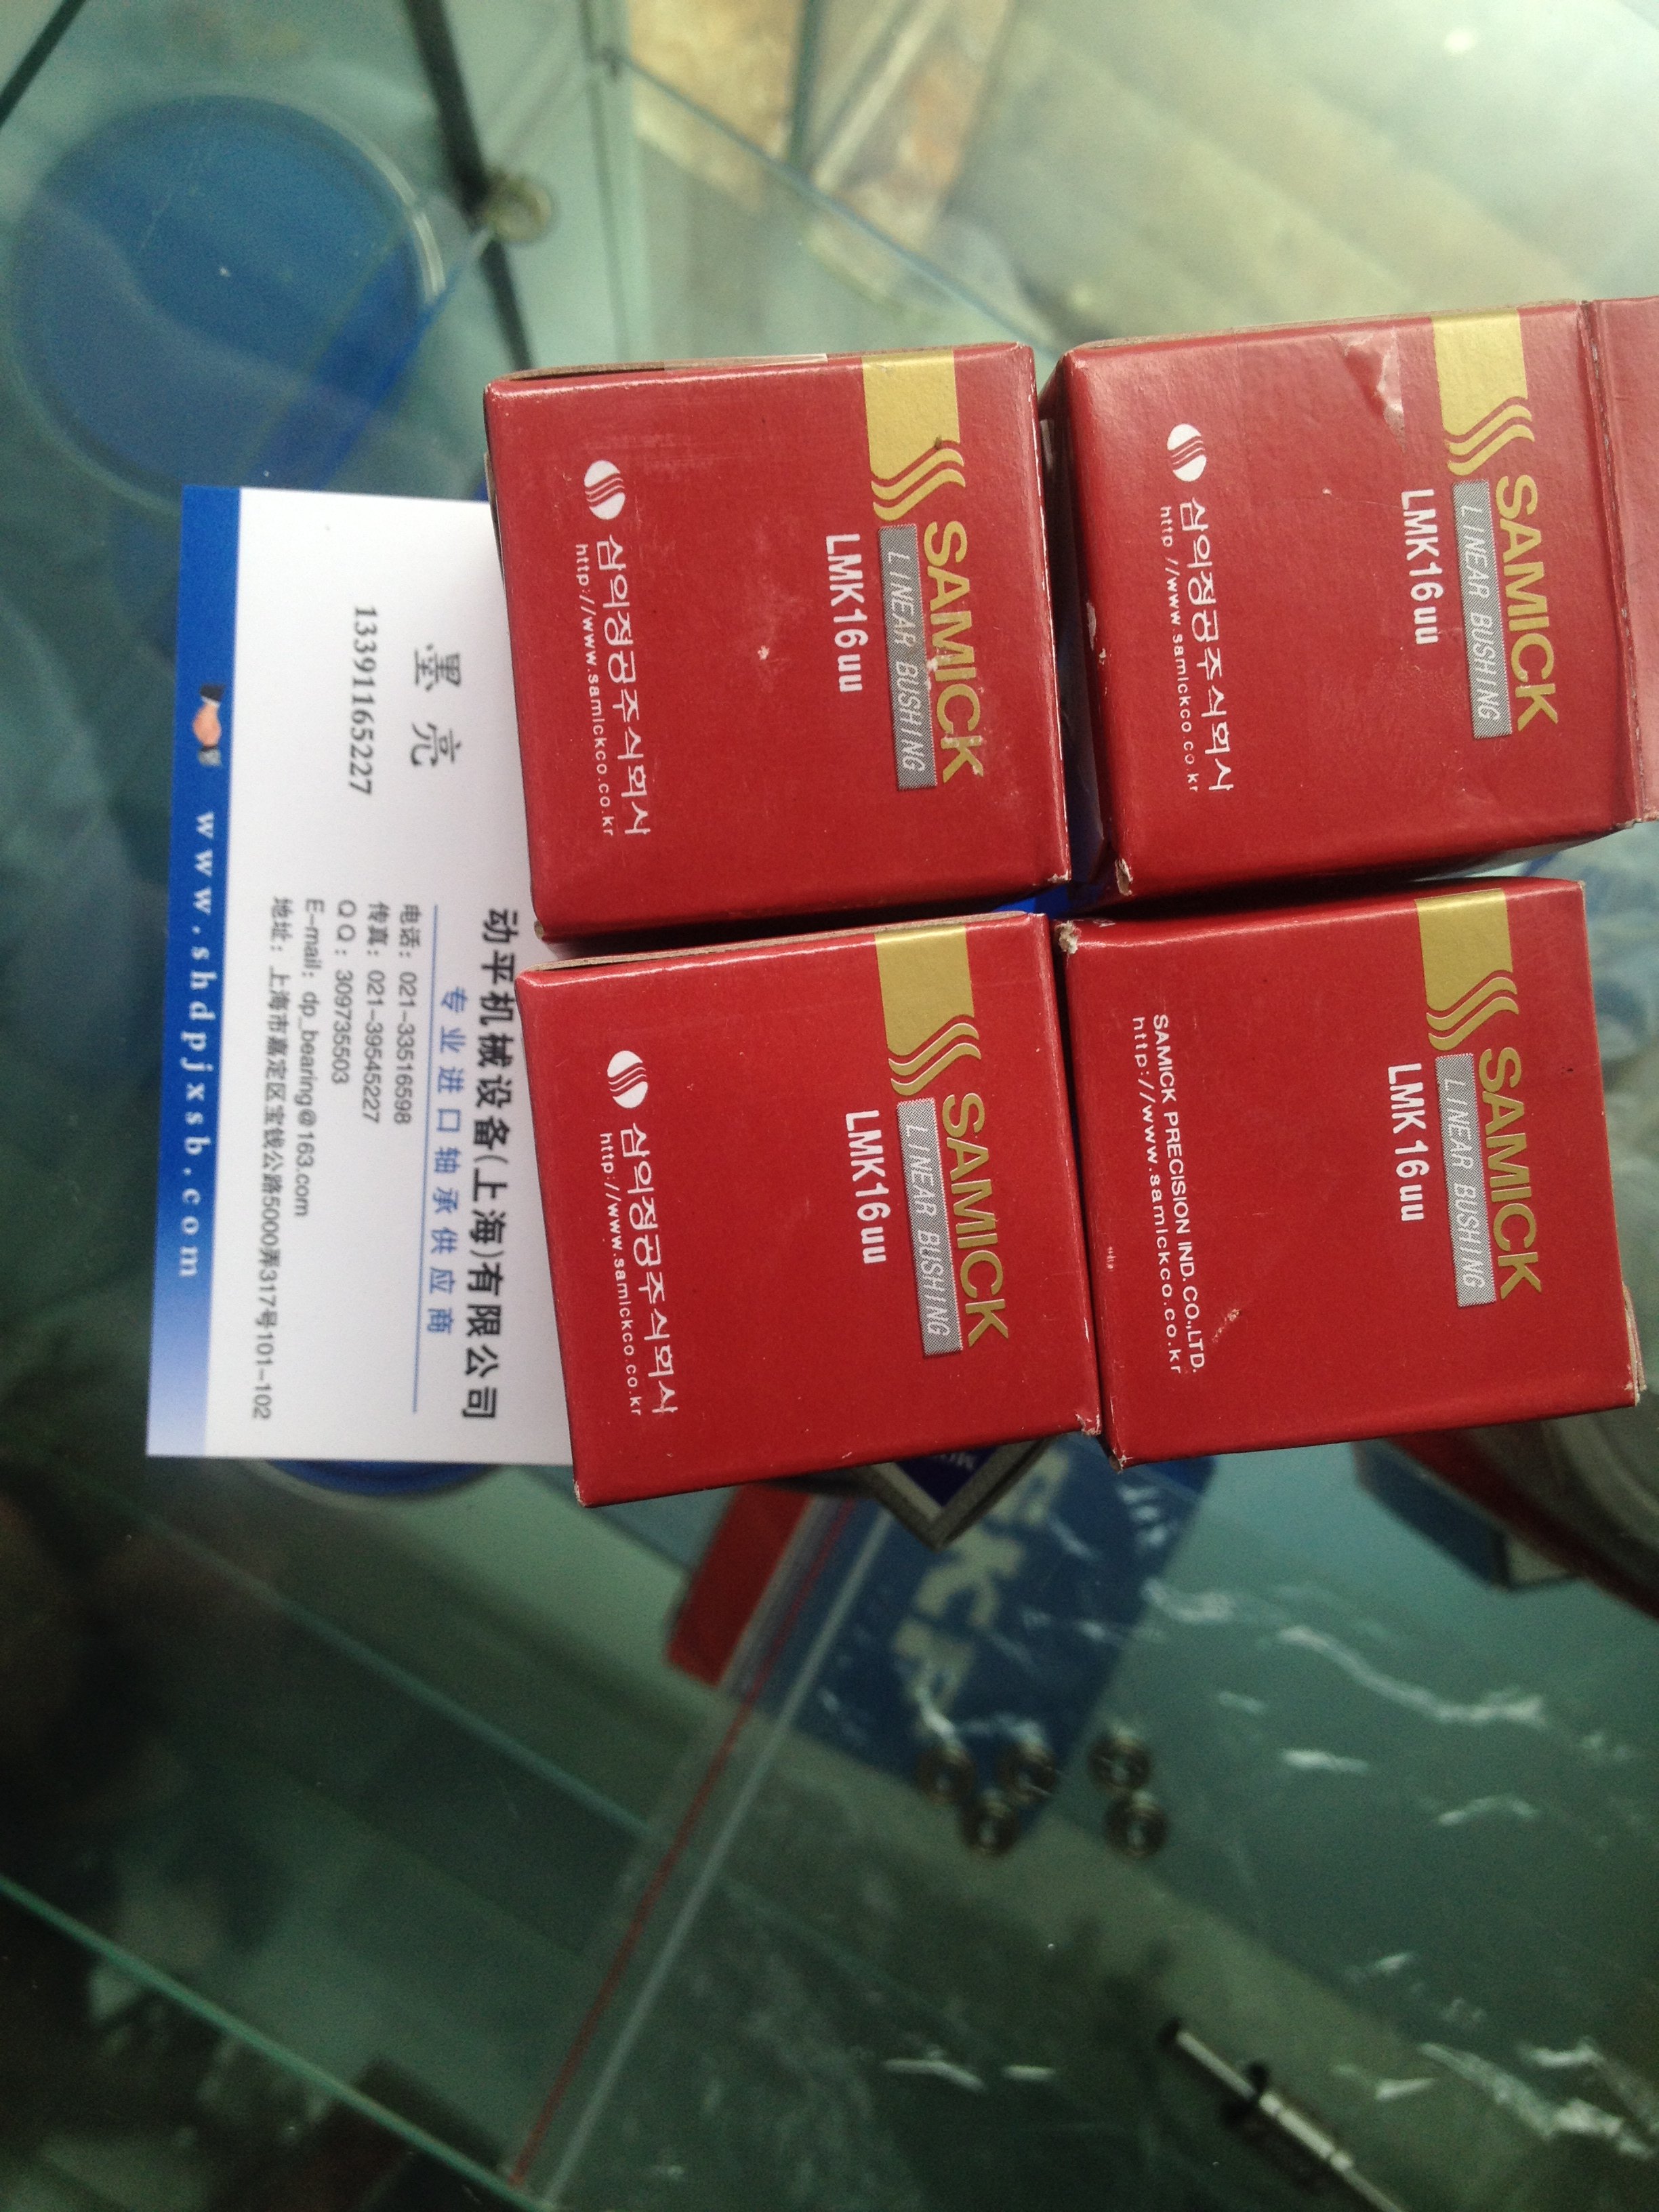 SAMICK
LINEAR BUSHING
LMK16uu
삼익정공주식회사
http://www.samickco.co.kr
SAMICK
LINEAR BUSHING
LMK16uu
삼익정공주식회사
http://www.samickco.co.kr
SAMICK
LINEAR BUSHING
LMK16uu
삼익정공주식회사
http://www.samickco.co.kr
SAMICK
LINEAR BUSHING
LMK16uu
SAMICK PRECISION IND. CO.,LTD.
http://www.samickco.co.kr
动平机械设备(上海)有限公司
专业进口轴承供应商
墨亮
13391165227
电话：021-33516598
传真：021-39545227
Q Q：309735503
E-mail：dp_bearing@163.com
地址：上海市嘉定区宝钱公路5000弄317号101-102
www.shdpjxsb.com